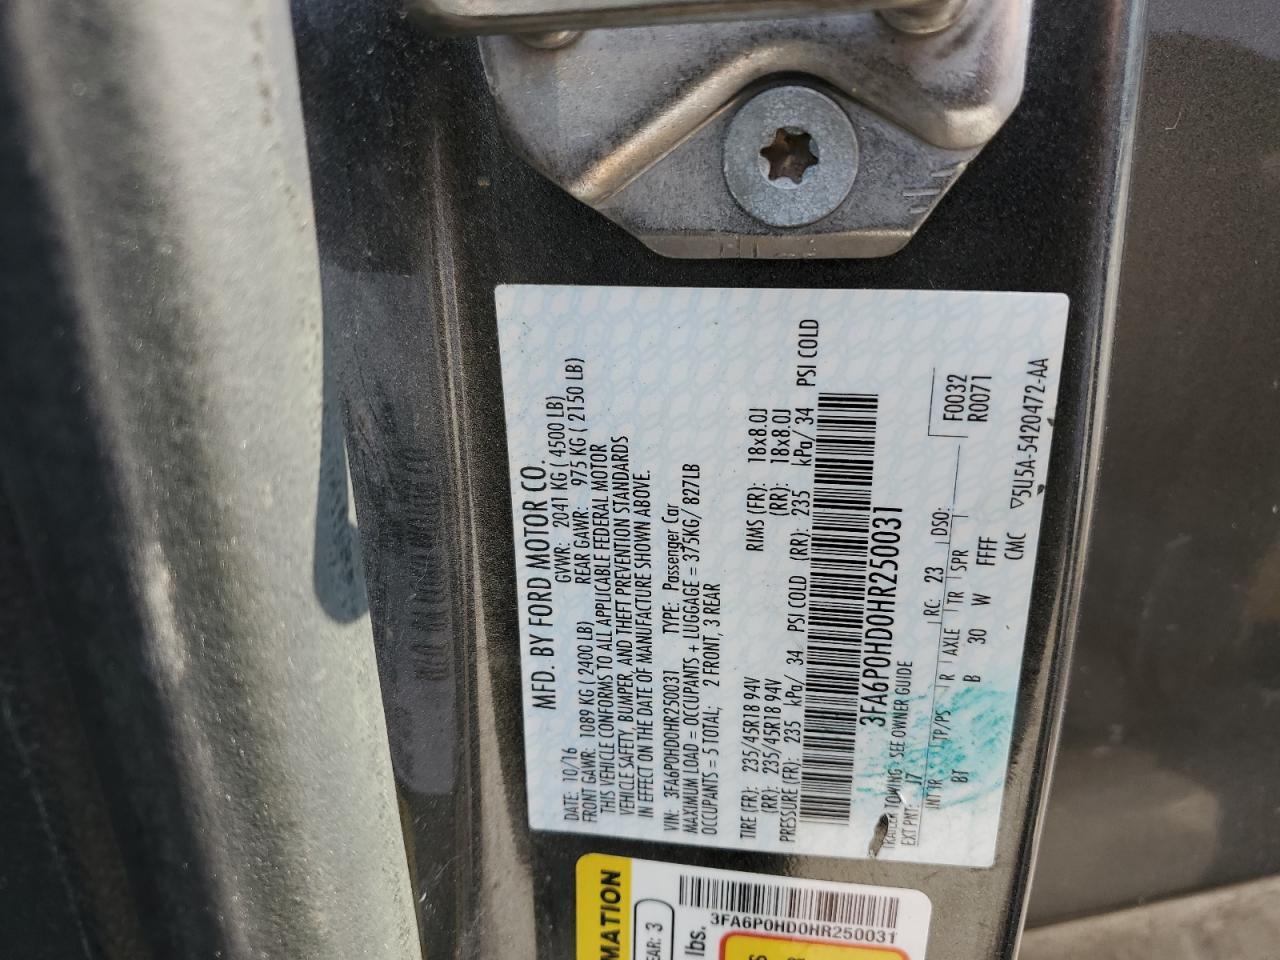 MFD. BY FORD MOTOR CO.
DATE: 10/16 GVWR: 2041 KG ( 4500 LB)
FRONT GAWR: 1089 KG ( 2400 LB) REAR GAWR: 975 KG ( 2150 LB)
THIS VEHICLE CONFORMS TO ALL APPLICABLE FEDERAL MOTOR
VEHICLE SAFETY, BUMPER, AND THEFT PREVENTION STANDARDS
IN EFFECT ON THE DATE OF MANUFACTURE SHOWN ABOVE.
VIN: 3FA6P0HD0HR250031 TYPE: Passenger Car
MAXIMUM LOAD = OCCUPANTS + LUGGAGE = 375KG/ 827LB
OCCUPANTS = 5 TOTAL; 2 FRONT, 3 REAR
TIRE (FR): 235/45R18 94V RIMS (FR): 18x8.0J
(RR): 235/45R18 94V (RR): 18x8.0J
PRESSURE (FR): 235 kPa/ 34 PSI COLD (RR): 235 kPa/ 34 PSI COLD
3FA6P0HD0HR250031
TRAILER TOWING - SEE OWNER GUIDE
EXT PNT: J7 RC: 23 DSO: F0032
INT TR TP/PS R AXLE TR SPR R0071
BT B 30 W FFF
CMC ▽5U5A-5420472-AA
MATION
EAR: 3
lbs.
3FA6P0HD0HR250031